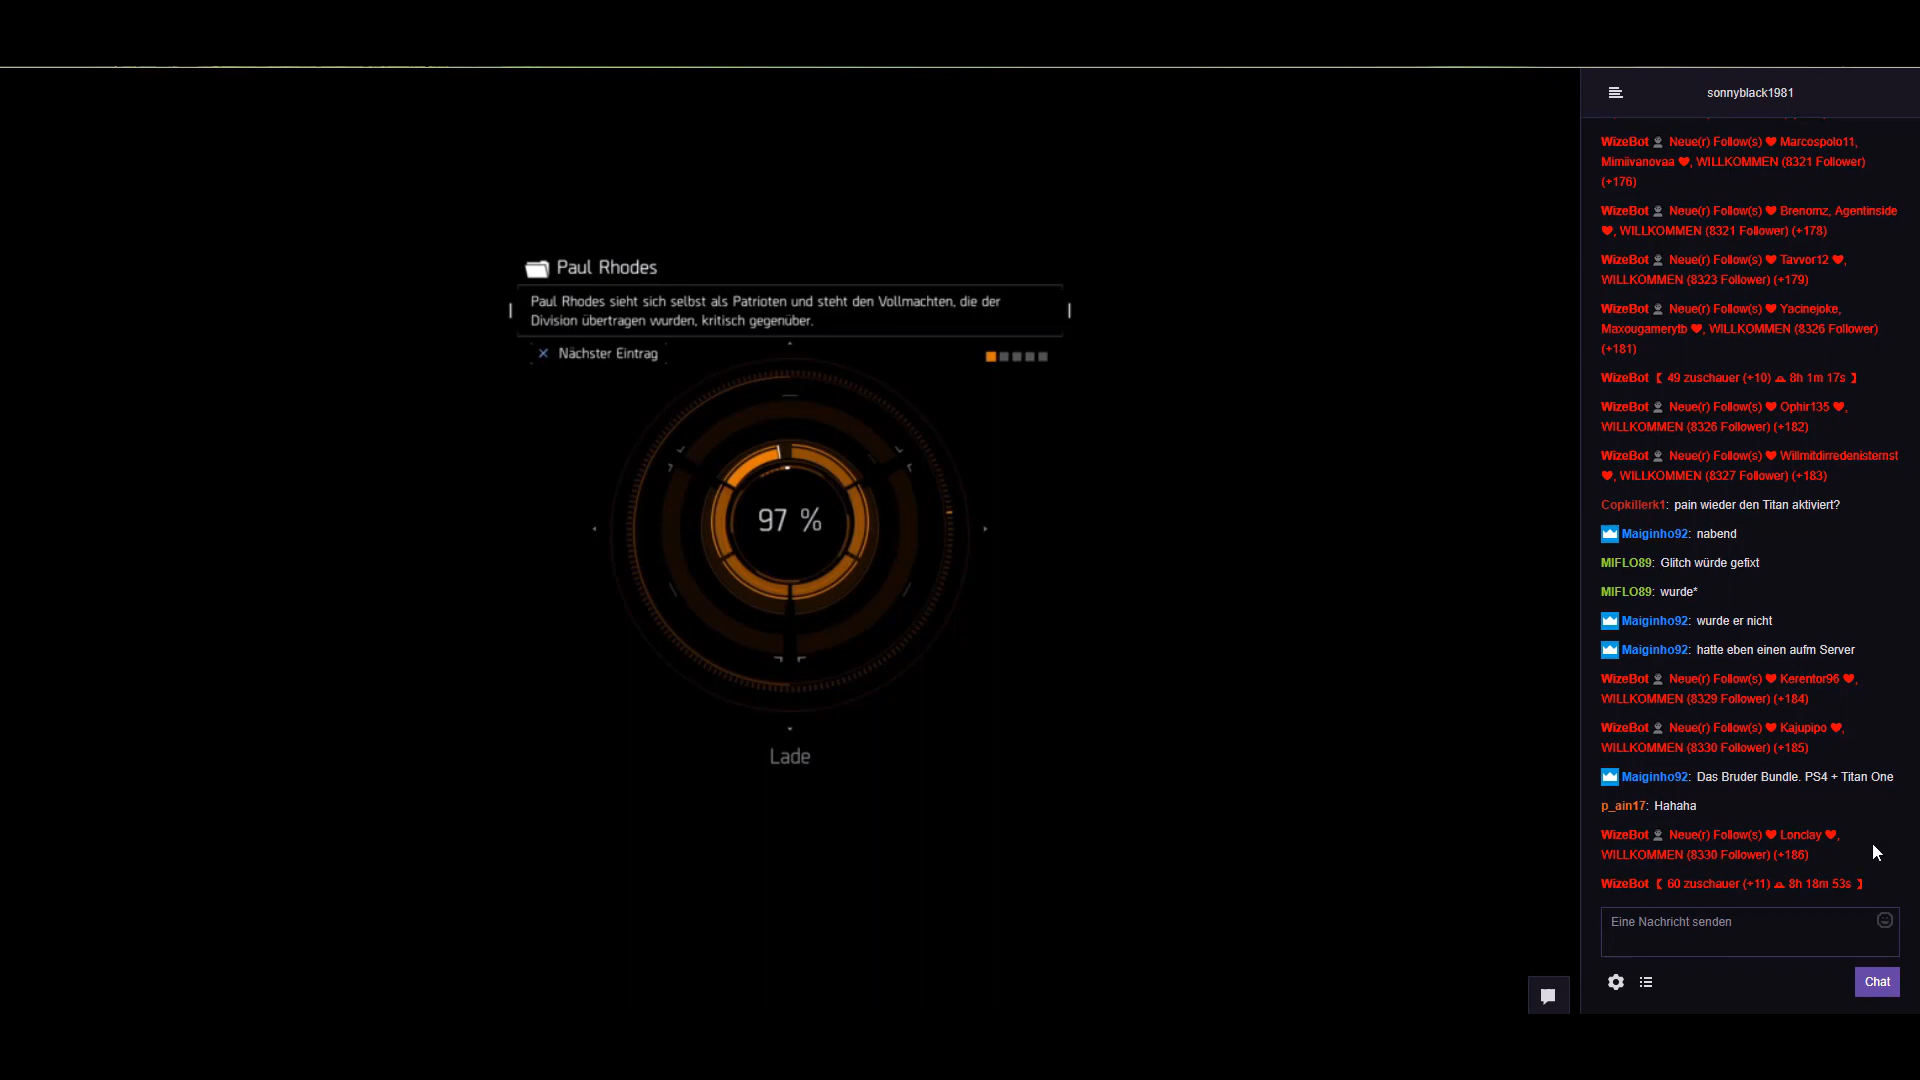 Paul Rhodes
Paul Rhodes sieht sich selbst als Patrioten und steht den Vollmachten, die der
Division übertragen wurden, kritisch gegenüber.
Nächster Eintrag
97 %
Lade
sonnyblack1981
WizeBot Neue(r) Follow(s) ♥ Marcospolo11,
Mimiivanovaa ♥, WILLKOMMEN (8321 Follower)
(+176)
WizeBot Neue(r) Follow(s) ♥ Brenomz, Agentinside
♥, WILLKOMMEN (8321 Follower) (+178)
WizeBot Neue(r) Follow(s) ♥ Tavvor12 ♥,
WILLKOMMEN (8323 Follower) (+179)
WizeBot Neue(r) Follow(s) ♥ Yacinejoke,
Maxougamerytb ♥, WILLKOMMEN (8326 Follower)
(+181)
WizeBot 【 49 zuschauer (+10) 8h 1m 17s 】
WizeBot Neue(r) Follow(s) ♥ Ophir135 ♥,
WILLKOMMEN (8326 Follower) (+182)
WizeBot Neue(r) Follow(s) ♥ Willmitdirredenisternst
♥, WILLKOMMEN (8327 Follower) (+183)
Copkillerk1: pain wieder den Titan aktiviert?
Maiginho92: nabend
MIFLO89: Glitch würde gefixt
MIFLO89: wurde*
Maiginho92: wurde er nicht
Maiginho92: hatte eben einen aufm Server
WizeBot Neue(r) Follow(s) ♥ Kerentor96 ♥,
WILLKOMMEN (8329 Follower) (+184)
WizeBot Neue(r) Follow(s) ♥ Kajupipo ♥,
WILLKOMMEN (8330 Follower) (+185)
Maiginho92: Das Bruder Bundle. PS4 + Titan One
p_ain17: Hahaha
WizeBot Neue(r) Follow(s) ♥ Lonclay ♥,
WILLKOMMEN (8330 Follower) (+186)
WizeBot 【 60 zuschauer (+11) 8h 18m 53s 】
Eine Nachricht senden
Chat